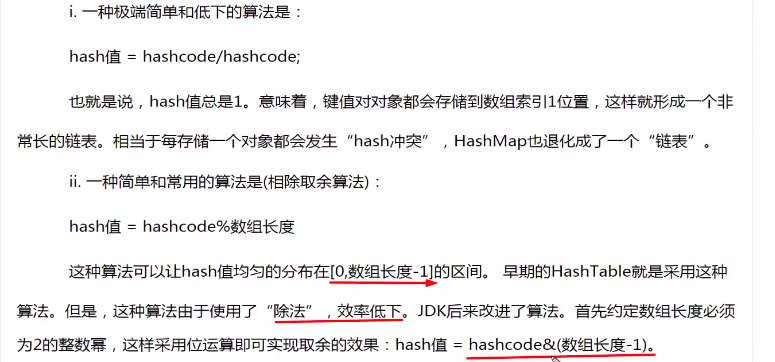 i. 一种极端简单和低下的算法是：
hash值 = hashcode/hashcode;
也就是说，hash值总是1。意味着，键值对对象都会存储到数组索引1位置，这样就形成一个非
常长的链表。相当于每存储一个对象都会发生“hash冲突”，HashMap也退化成了一个“链表”。
ii. 一种简单和常用的算法是(相除取余算法)：
hash值 = hashcode%数组长度
这种算法可以让hash值均匀的分布在[0,数组长度-1]的区间。 早期的HashTable就是采用这种
算法。但是，这种算法由于使用了“除法”，效率低下。JDK后来改进了算法。首先约定数组长度必须
为2的整数幂，这样采用位运算即可实现取余的效果：hash值 = hashcode&(数组长度-1)。